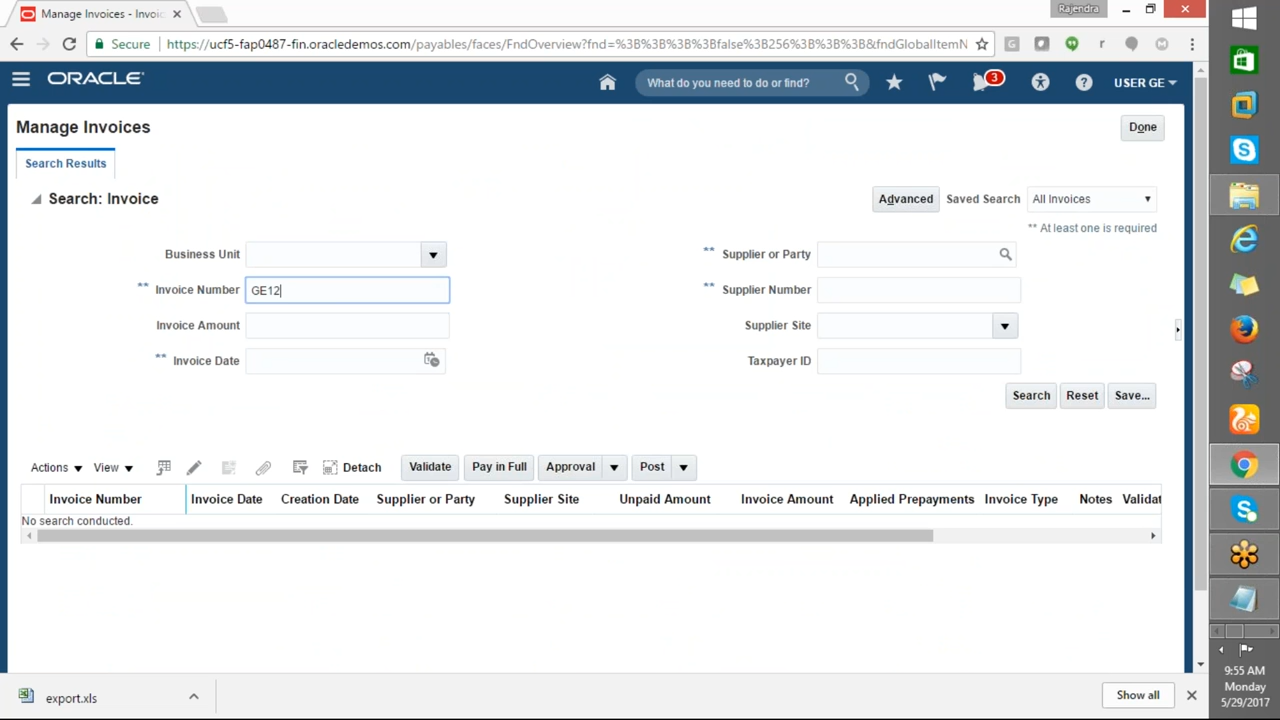 Manage Invoices - Invoic
Rajendra
Secure https://ucf5-fap0487-fin.oracledemos.com/payables/faces/FndOverview?fnd=%3B%3B%3B%3Bfalse%3B256%3B%3B%3B&fndGlobalItemN
ORACLE
What do you need to do or find?
3
USER GE
Manage Invoices
Done
Search Results
Search: Invoice
Advanced Saved Search All Invoices
** At least one is required
Business Unit
** Supplier or Party
** Invoice Number GE12
** Supplier Number
Invoice Amount
Supplier Site
** Invoice Date
Taxpayer ID
Search Reset Save...
Actions View Detach Validate Pay in Full Approval Post
Invoice Number Invoice Date Creation Date Supplier or Party Supplier Site Unpaid Amount Invoice Amount Applied Prepayments Invoice Type Notes Validat
No search conducted.
export.xls
Show all
9:55 AM
Monday
5/29/2017